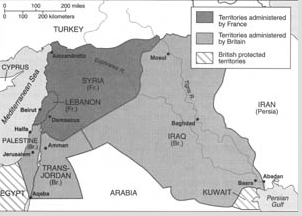 0 100 200 miles
0 100 200 kilometers
TURKEY
Territories administered
by France
Territories administered
by Britain
British protected
territories
Alexandretta
Mosul
CYPRUS
Euphrates R.
SYRIA
(Fr.)
Tigris R.
Mediterranean Sea
LEBANON
(Fr.)
Beirut
Damascus
IRAN
(Persia)
Baghdad
Haifa
PALESTINE
(Br.)
Amman
IRAQ
(Br.)
Jerusalem
TRANS-
JORDAN
(Br.)
EGYPT
ARABIA
Aqaba
KUWAIT
Basra
Abadan
Persian
Gulf